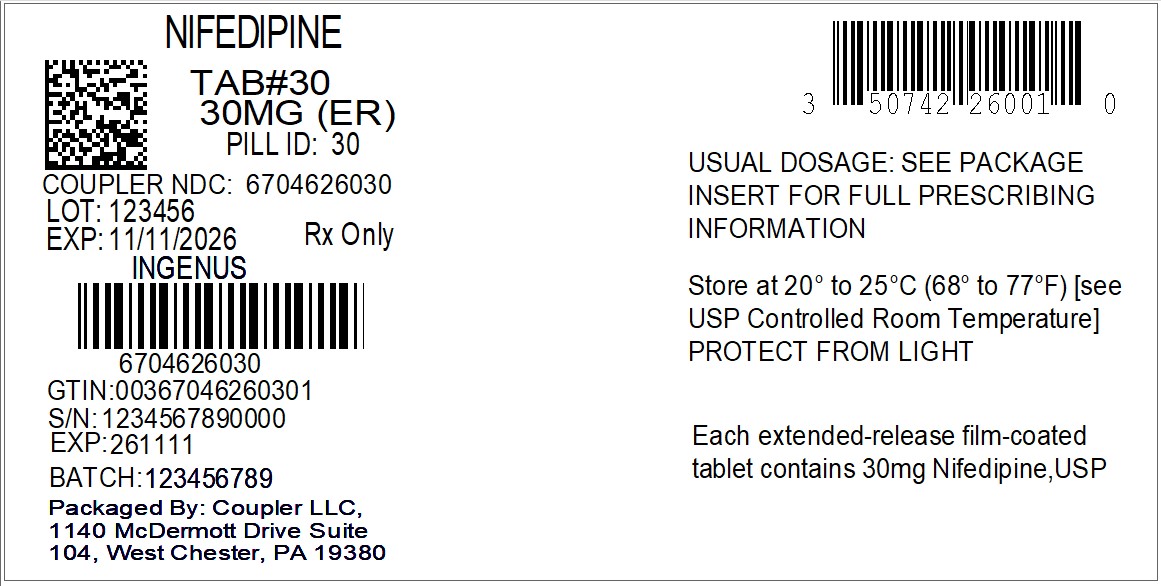 NIFEDIPINE
TAB#30
30MG (ER)
PILL ID: 30
COUPLER NDC: 6704626030
LOT: 123456
EXP: 11/11/2026
Rx Only
INGENUS
6704626030
GTIN:00367046260301
S/N:1234567890000
EXP:261111
BATCH:123456789
Packaged By: Coupler LLC,
1140 McDermott Drive Suite
104, West Chester, PA 19380
3 50742 26001 0
USUAL DOSAGE: SEE PACKAGE
INSERT FOR FULL PRESCRIBING
INFORMATION
Store at 20° to 25°C (68° to 77°F) [see
USP Controlled Room Temperature]
PROTECT FROM LIGHT
Each extended-release film-coated
tablet contains 30mg Nifedipine,USP